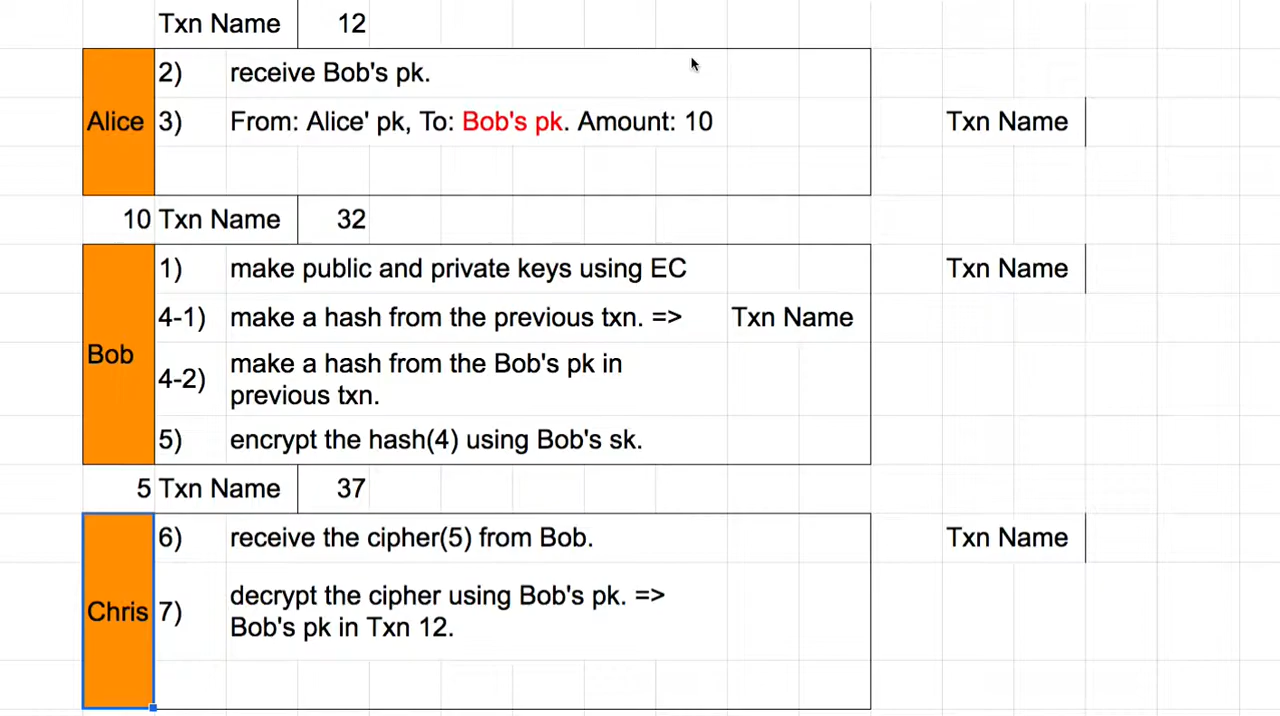 Txn Name 12
2) receive Bob's pk.
Alice 3) From: Alice' pk, To: Bob's pk. Amount: 10 Txn Name
10 Txn Name 32
1) make public and private keys using EC Txn Name
4-1) make a hash from the previous txn. => Txn Name
Bob
4-2) make a hash from the Bob's pk in
previous txn.
5) encrypt the hash(4) using Bob's sk.
5 Txn Name 37
6) receive the cipher(5) from Bob. Txn Name
Chris 7) decrypt the cipher using Bob's pk. =>
Bob's pk in Txn 12.